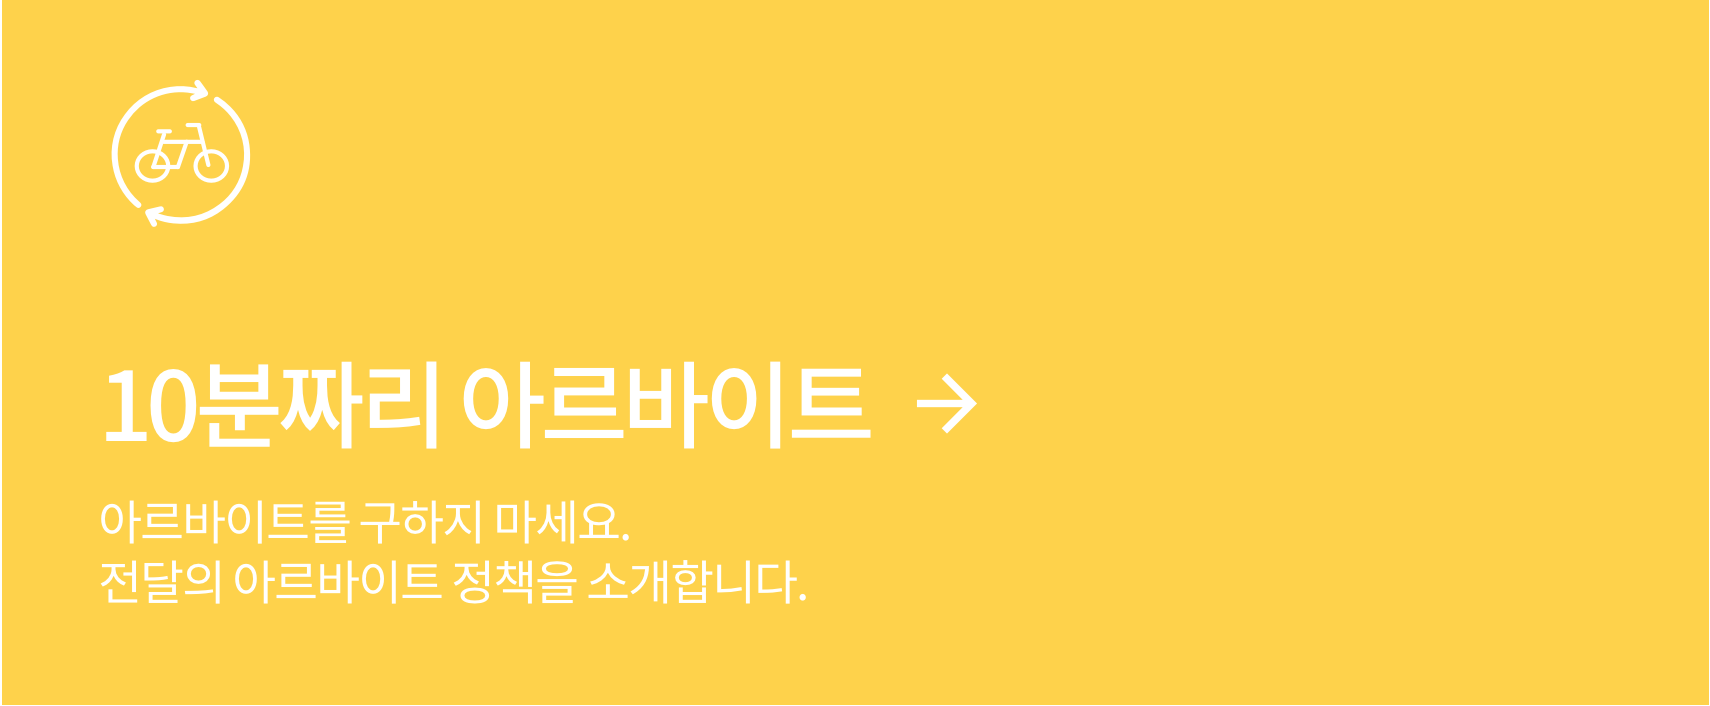 10분짜리 아르바이트 →
아르바이트를 구하지 마세요.
전달의 아르바이트 정책을 소개합니다.